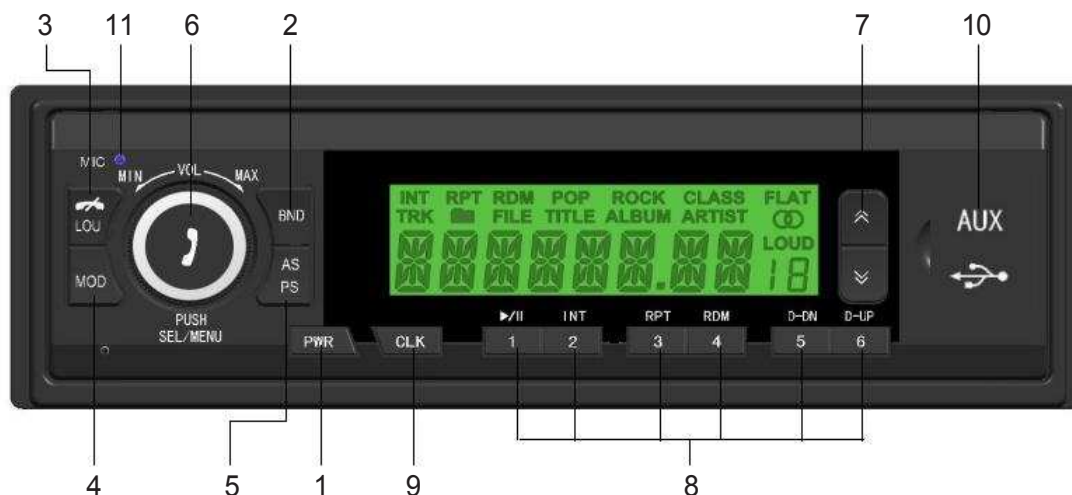 3 11 6 2 7 10
MIC
MIN VOL MAX
LOU
BND
MOD
AS
PS
PUSH
SEL/MENU
INT RPT RDM POP ROCK CLASS FLAT
TRK FILE TITLE ALBUM ARTIST
LOUD
18
AUX
INT RPT RDM D-DN D-UP
PWR CLK 1 2 3 4 5 6
4 5 1 9 8